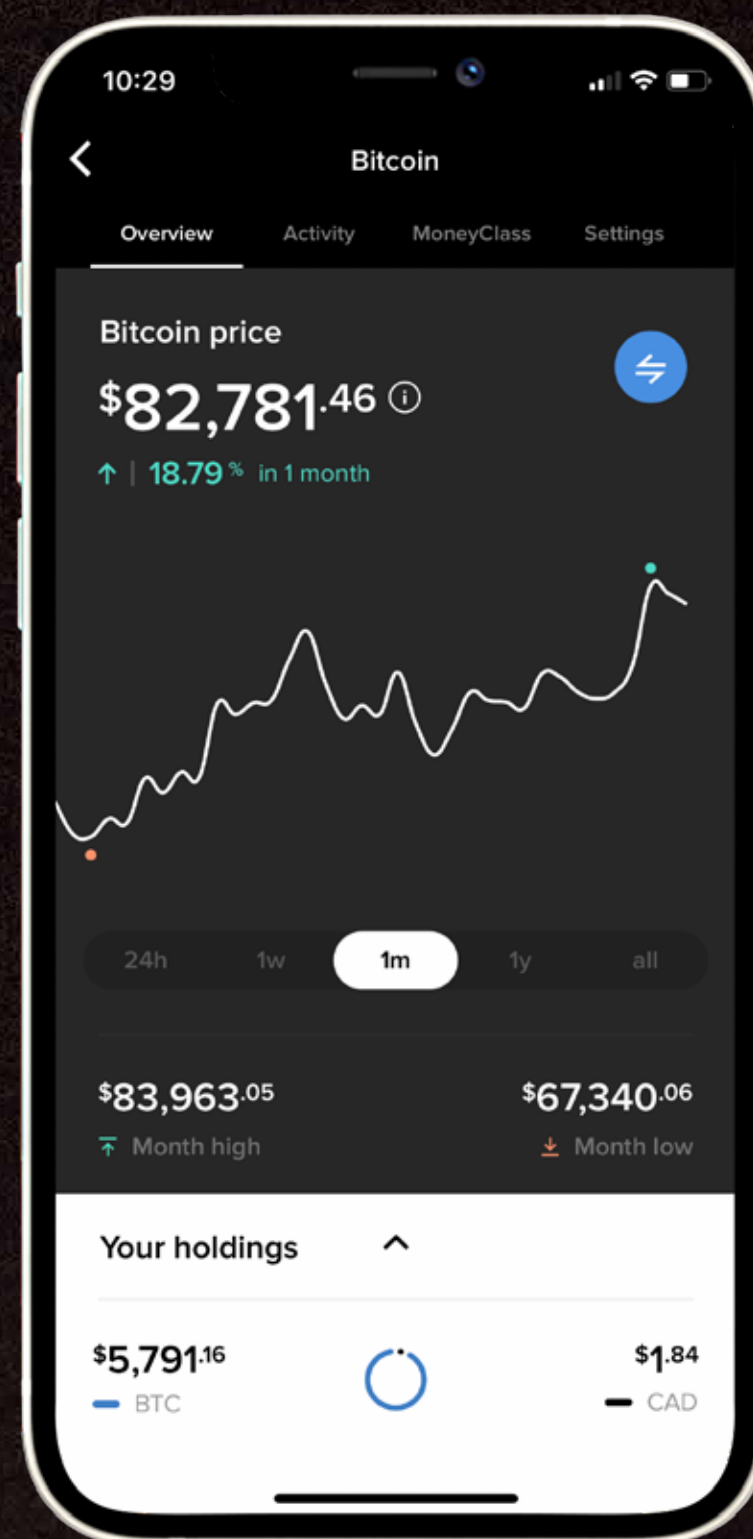 10:29
Bitcoin
Overview Activity MoneyClass Settings
Bitcoin price
$82,781.46
18.79% in 1 month
24h 1w 1m 1y all
$83,963.05 $67,340.06
Month high Month low
Your holdings
$5,791.16 $1.84
BTC CAD